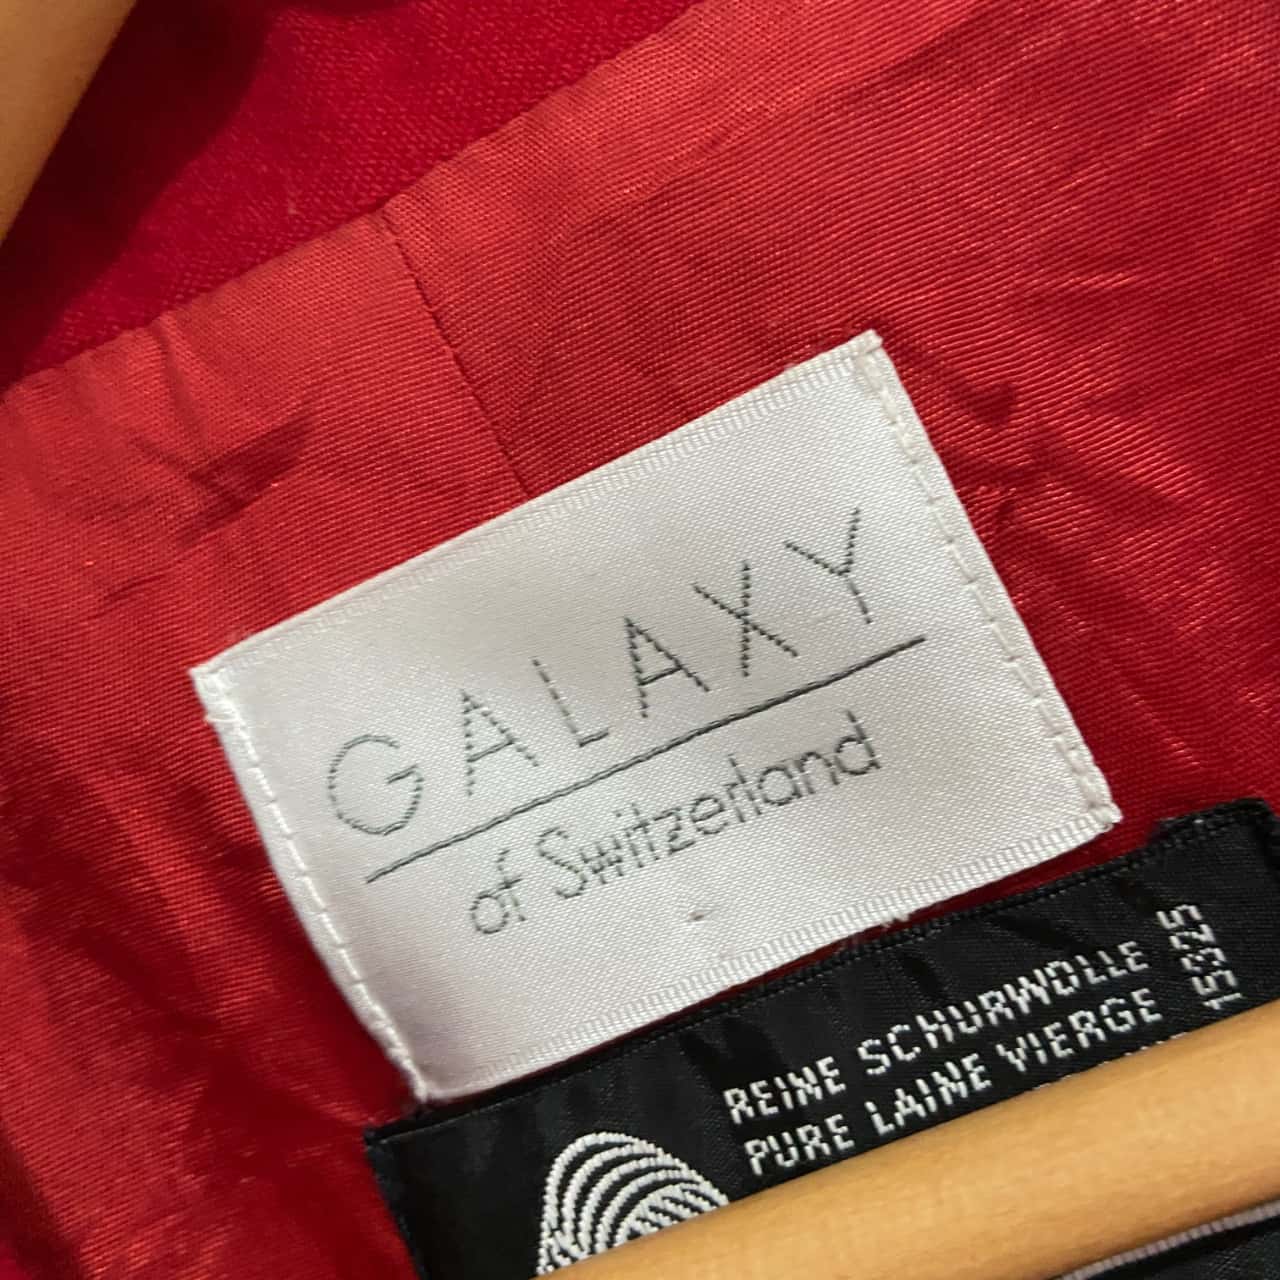 GALAXY
of Switzerland
REINE SCHURWOLLE
PURE LAINE VIERGE
15325